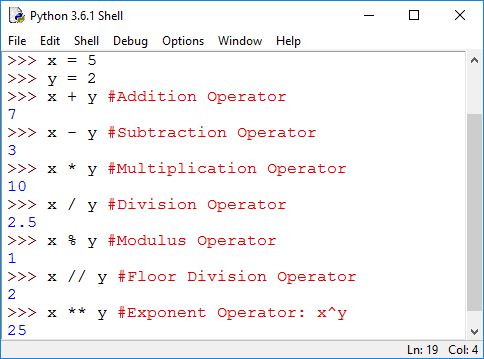 Python 3.6.1 Shell
File Edit Shell Debug Options Window Help
>>> x = 5
>>> y = 2
>>> x + y #Addition Operator
7
>>> x - y #Subtraction Operator
3
>>> x * y #Multiplication Operator
10
>>> x / y #Division Operator
2.5
>>> x % y #Modulus Operator
1
>>> x // y #Floor Division Operator
2
>>> x ** y #Exponent Operator: x^y
25
Ln: 19 Col: 4